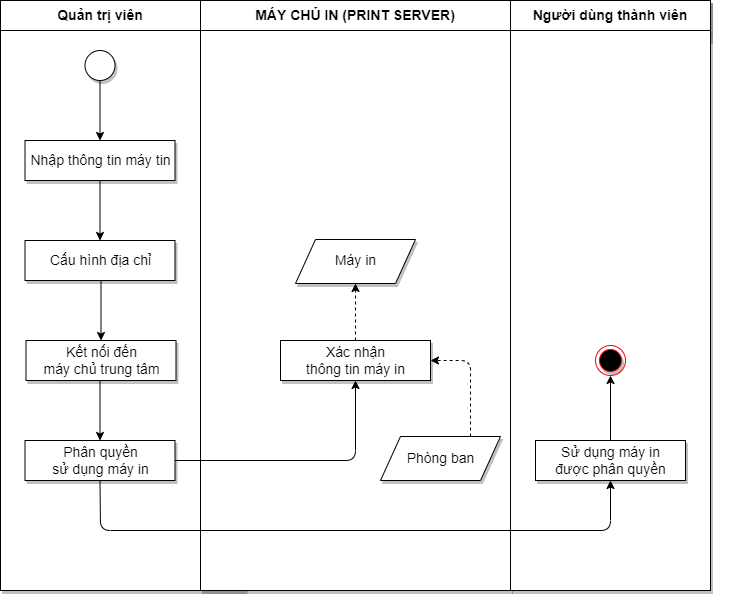 Quản trị viên
MÁY CHỦ IN (PRINT SERVER)
Người dùng thành viên
Nhập thông tin máy tin
Cấu hình địa chỉ
Máy in
Kết nối đến
máy chủ trung tâm
Xác nhận
thông tin máy in
Phân quyền
sử dụng máy in
Phòng ban
Sử dụng máy in
được phân quyền